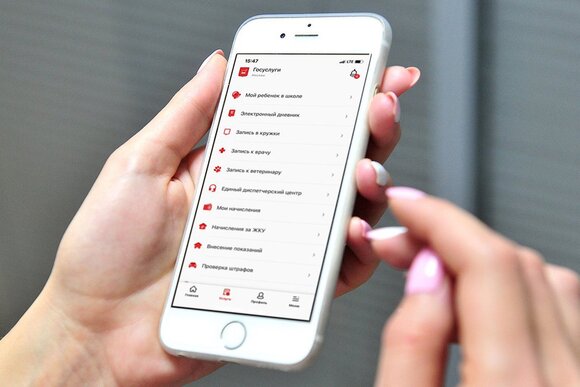 15:47
LTE
Госуслуги
Москвы
Мой ребенок в школе
Электронный дневник
Запись в кружки
Запись к врачу
Запись к ветеринару
Единый диспетчерский центр
Мои начисления
Начисления за ЖКУ
Внесение показаний
Проверка штрафов
Главная
Услуги
Профиль
Меню